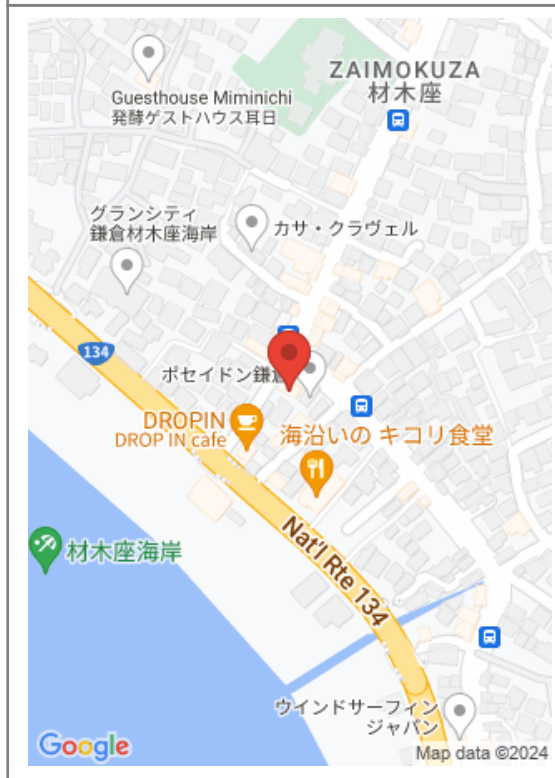 ZAIMOKUZA
材木座
Guesthouse Miminichi
発酵ゲストハウス耳日
グランシティ
鎌倉材木座海岸
カサ・クラヴェル
134
ポセイドン鎌倉
DROPIN
DROP IN cafe
海沿いの キコリ食堂
Nat'l Rte 134
材木座海岸
ウインドサーフィン
ジャパン
Google
Map data ©2024